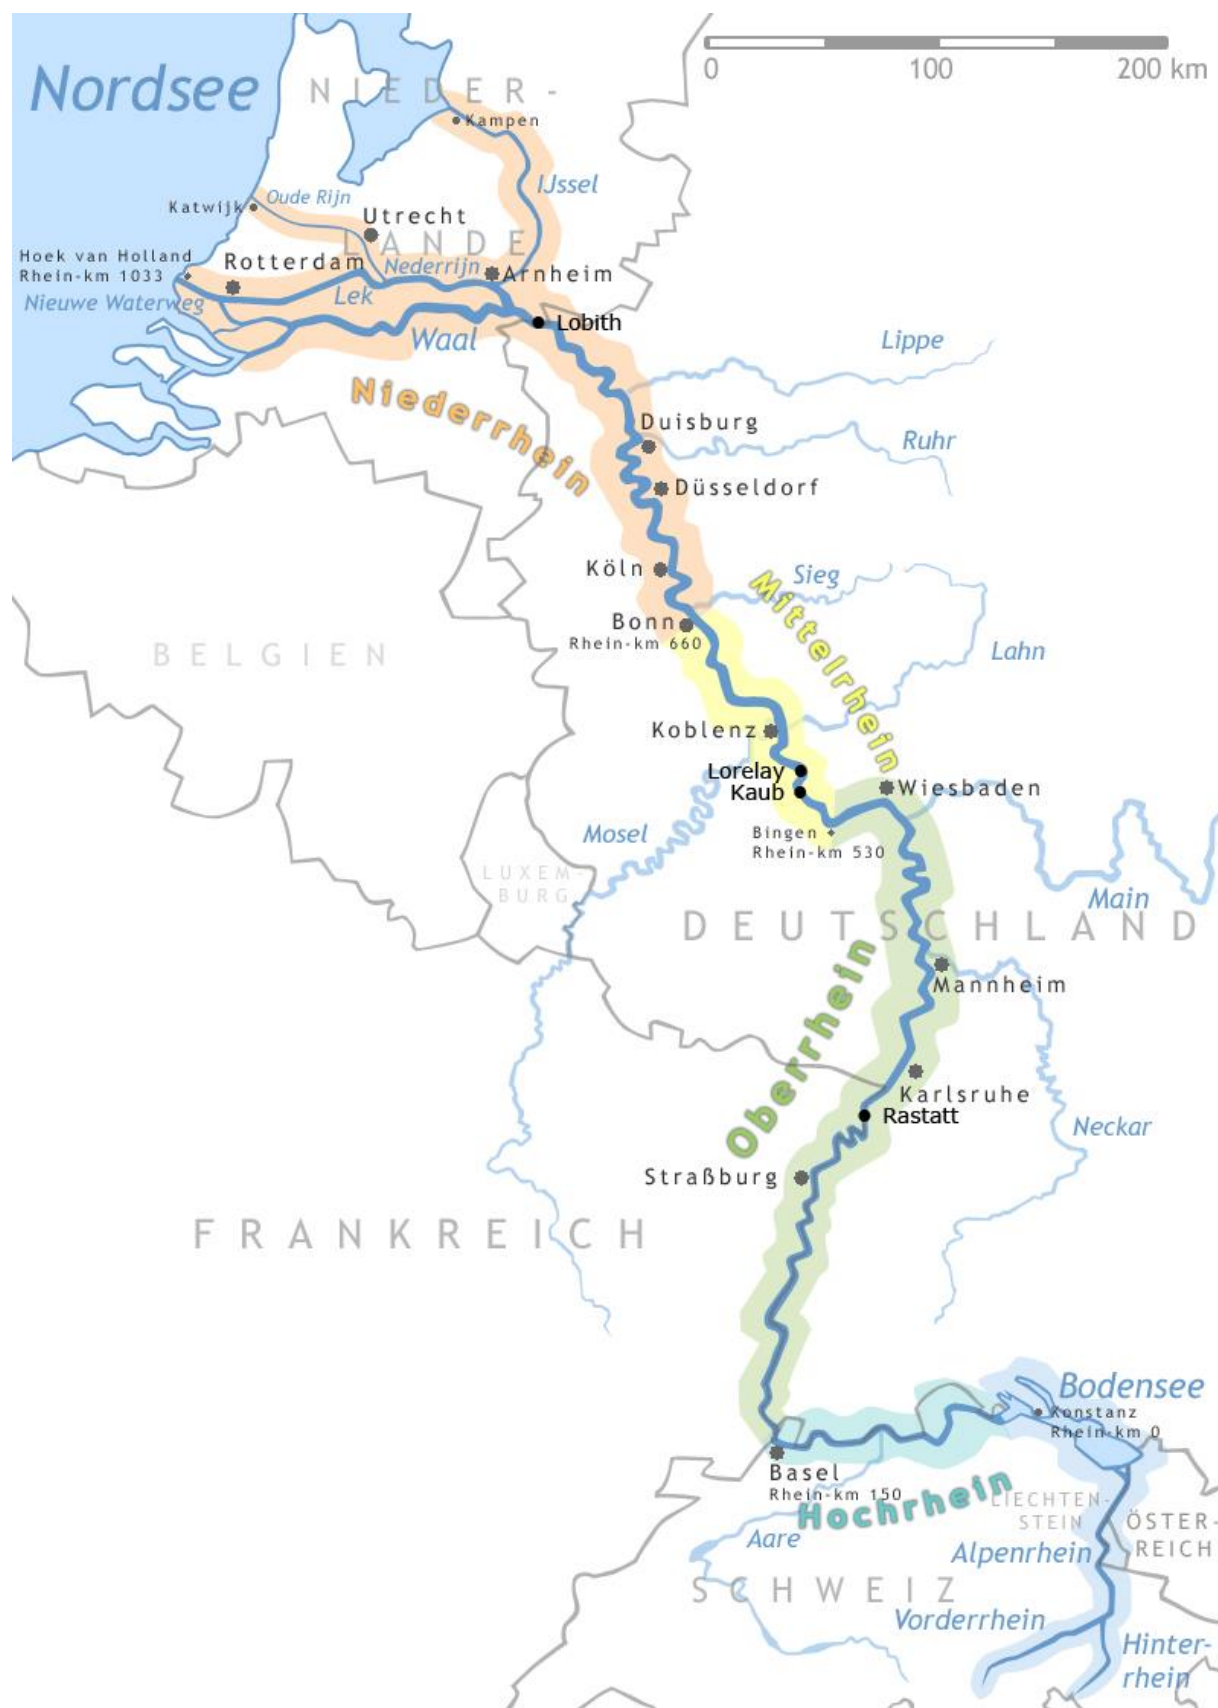 0 100 200 km
Nordsee
NIEDER-
Kampen
IJssel
Katwijk
Oude Rijn
Utrecht
LANDE
Hoek van Holland
Rhein-km 1033
Rotterdam
Nederrijn
Arnheim
Nieuwe Waterweg
Lek
Lobith
Waal
Lippe
Niederrhein
Duisburg
Ruhr
Düsseldorf
Köln
Sieg
Mittelrhein
Bonn
Rhein-km 660
BELGIEN
Lahn
Koblenz
Lorelay
Kaub
Wiesbaden
Mosel
Bingen
Rhein-km 530
LUXEM-
BURG
Main
DEUTSCHLAND
Oberrhein
Mannheim
Karlsruhe
Rastatt
Neckar
Straßburg
FRANKREICH
Bodensee
Konstanz
Rhein-km 0
Basel
Rhein-km 150
Hochrhein
LIECHTEN-
STEIN
ÖSTER-
REICH
Aare
Alpenrhein
SCHWEIZ
Vorderrhein
Hinter-
rhein